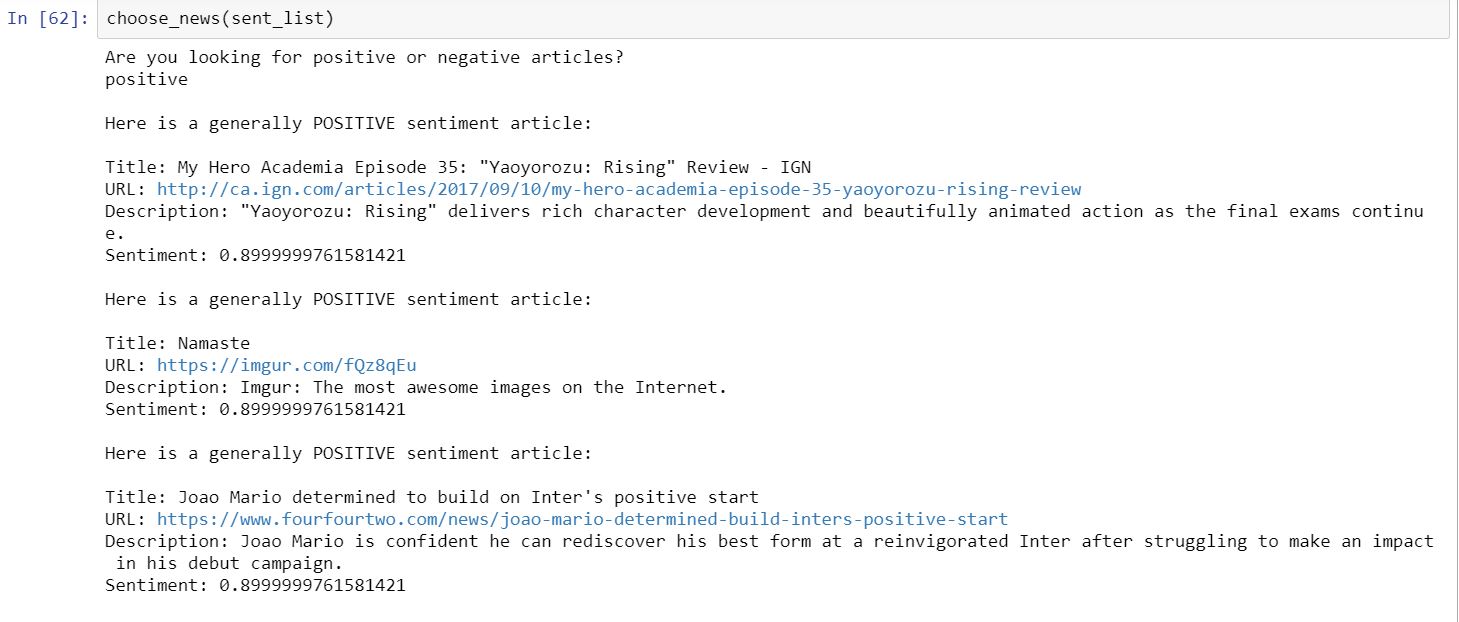 In [62]: choose_news(sent_list)
Are you looking for positive or negative articles?
positive
Here is a generally POSITIVE sentiment article:
Title: My Hero Academia Episode 35: "Yaoyorozu: Rising" Review - IGN
URL: http://ca.ign.com/articles/2017/09/10/my-hero-academia-episode-35-yaoyorozu-rising-review
Description: "Yaoyorozu: Rising" delivers rich character development and beautifully animated action as the final exams continu
e.
Sentiment: 0.8999999761581421
Here is a generally POSITIVE sentiment article:
Title: Namaste
URL: https://imgur.com/fQz8qEu
Description: Imgur: The most awesome images on the Internet.
Sentiment: 0.8999999761581421
Here is a generally POSITIVE sentiment article:
Title: Joao Mario determined to build on Inter's positive start
URL: https://www.fourfourtwo.com/news/joao-mario-determined-build-inters-positive-start
Description: Joao Mario is confident he can rediscover his best form at a reinvigorated Inter after struggling to make an impact
in his debut campaign.
Sentiment: 0.8999999761581421